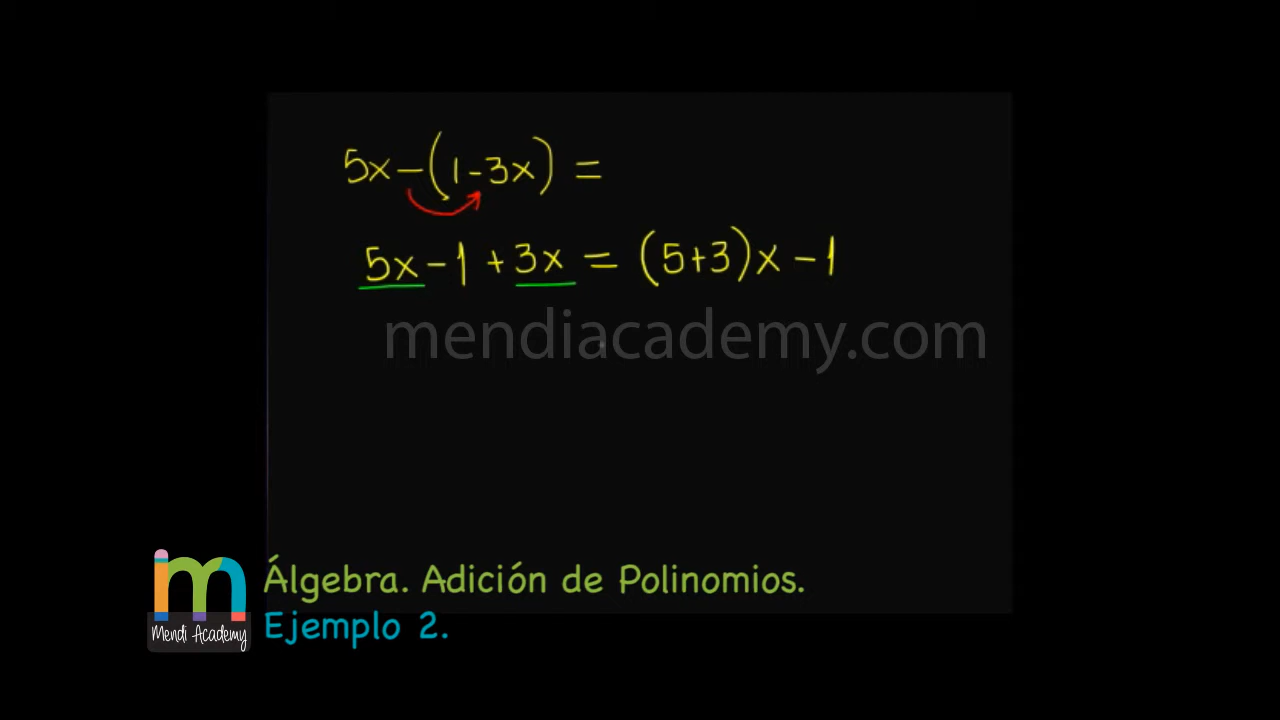 5x-(1-3x)=
5x-1+3x=(5+3)x-1
mendiacademy.com
Álgebra. Adición de Polinomios.
Mendi Academy
Ejemplo 2.